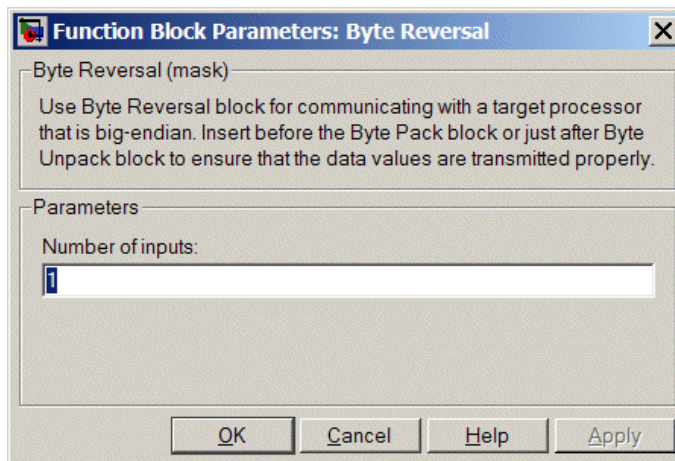 Function Block Parameters: Byte Reversal
Byte Reversal (mask)
Use Byte Reversal block for communicating with a target processor
that is big-endian. Insert before the Byte Pack block or just after Byte
Unpack block to ensure that the data values are transmitted properly.
Parameters
Number of inputs:
1
OK Cancel Help Apply